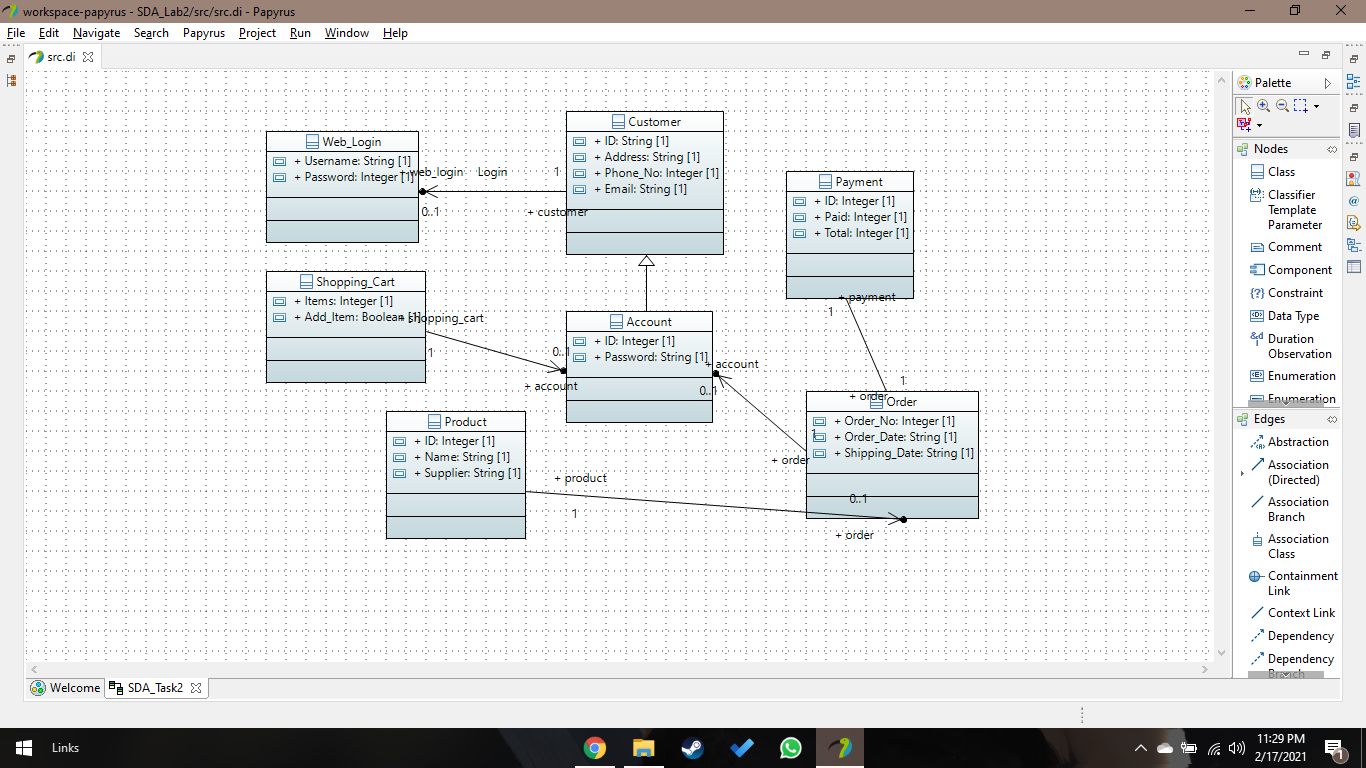 workspace-papyrus - SDA_Lab2/src/src.di - Papyrus
File Edit Navigate Search Papyrus Project Run Window Help
src.di
Web_Login
+ Username: String [1]
+ Password: Integer [1]
+ web_login
Login
1
0..1
+ customer
Customer
+ ID: String [1]
+ Address: String [1]
+ Phone_No: Integer [1]
+ Email: String [1]
Payment
+ ID: Integer [1]
+ Paid: Integer [1]
+ Total: Integer [1]
+ payment
1
1
+ order
Shopping_Cart
+ Items: Integer [1]
+ Add_Item: Boolean [1]
+ shopping_cart
1
0..1
+ account
Account
+ ID: Integer [1]
+ Password: String [1]
+ account
0..1
Order
+ Order_No: Integer [1]
+ Order_Date: String [1]
+ Shipping_Date: String [1]
1
+ order
Product
+ ID: Integer [1]
+ Name: String [1]
+ Supplier: String [1]
+ product
1
0..1
+ order
Palette
Nodes
Class
Classifier
Template
Parameter
Comment
Component
Constraint
Data Type
Duration
Observation
Enumeration
Enumeration
Edges
Abstraction
Association
(Directed)
Association
Branch
Association
Class
Containment
Link
Context Link
Dependency
Dependency
Branch
Welcome
SDA_Task2
Links
11:29 PM
2/17/2021
1